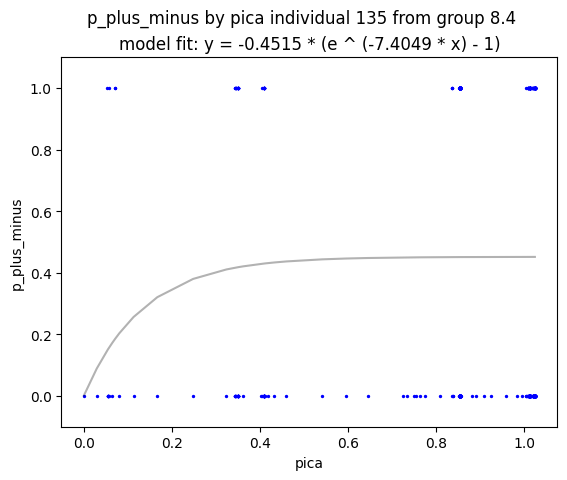 p_plus_minus by pica individual 135 from group 8.4
model fit: y = -0.4515 * (e ^ (-7.4049 * x) - 1)
1.0
0.8
0.6
0.4
0.2
0.0
p_plus_minus
0.0 0.2 0.4 0.6 0.8 1.0
pica